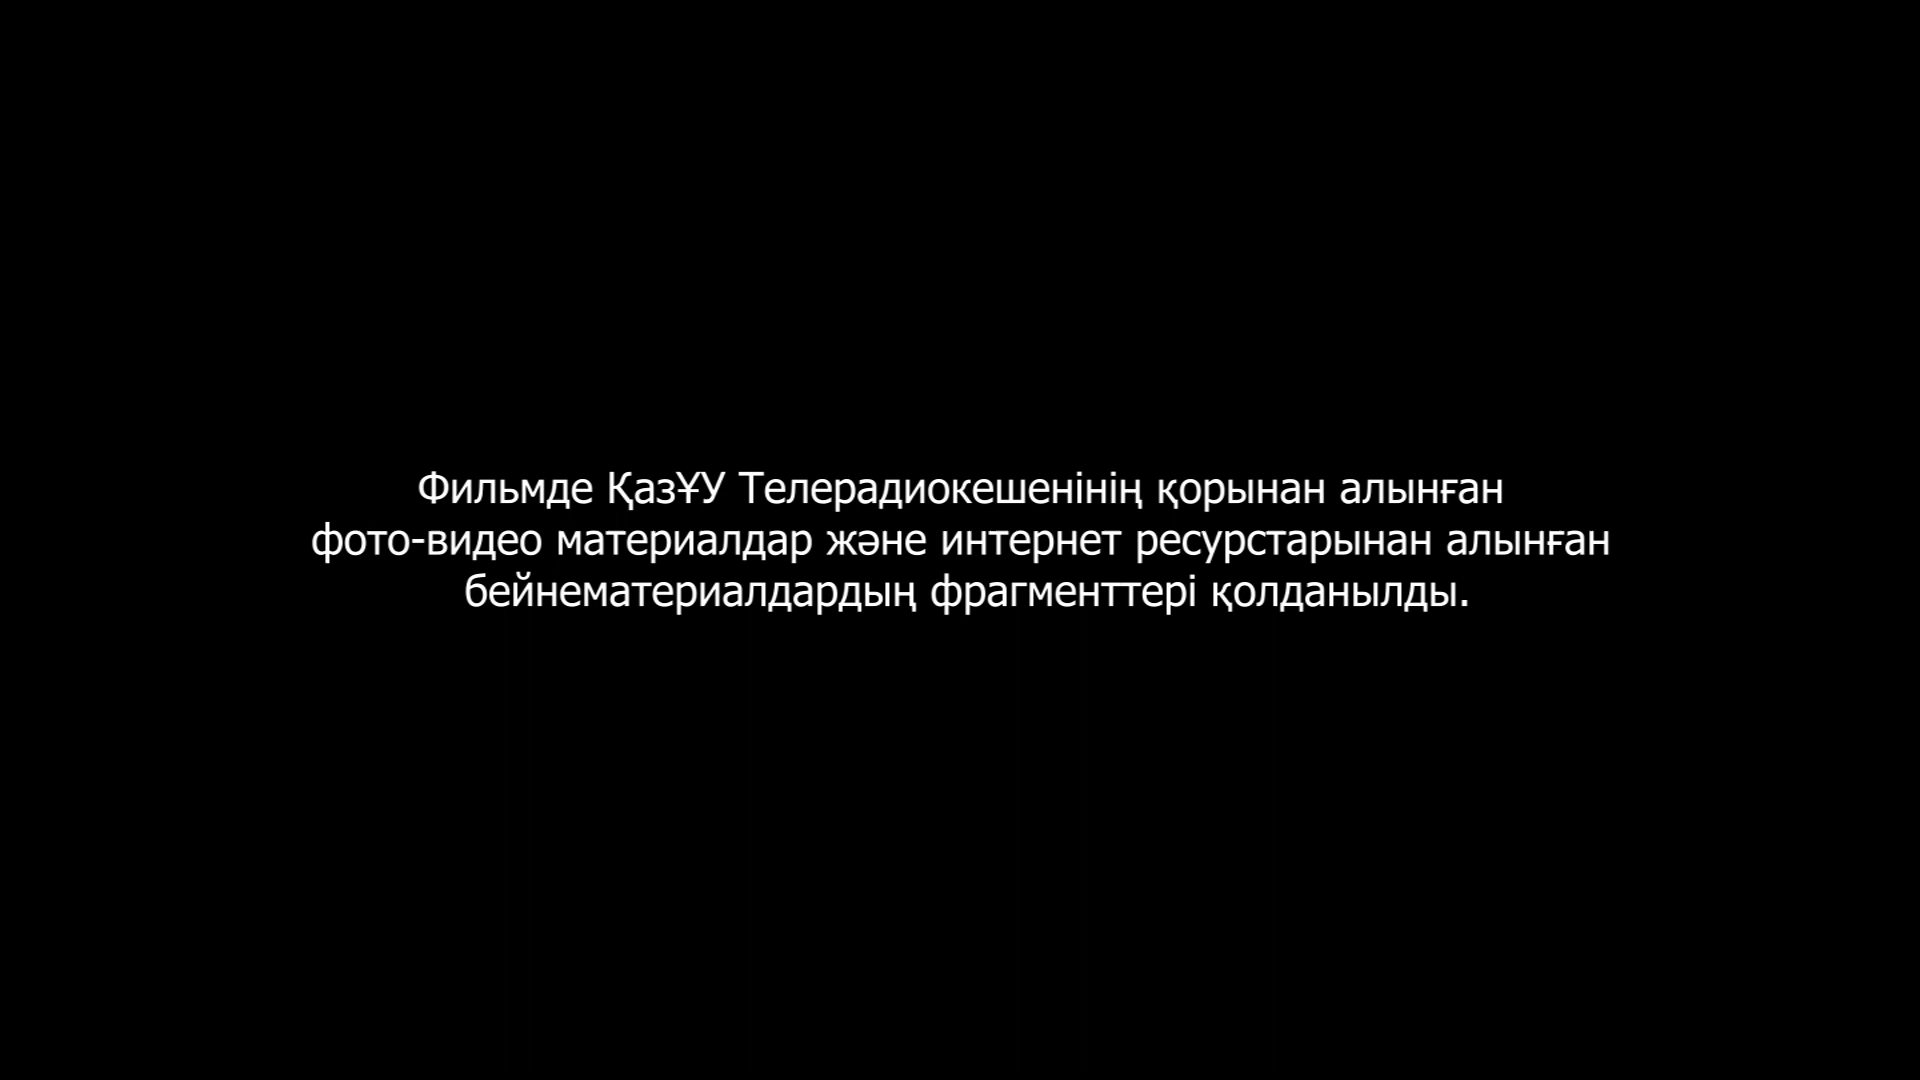 Фильмде ҚазҰУ Телерадиокешенінің қорынан алынған
фото-видео материалдар және интернет ресурстарынан алынған
бейнематериалдардың фрагменттері қолданылды.